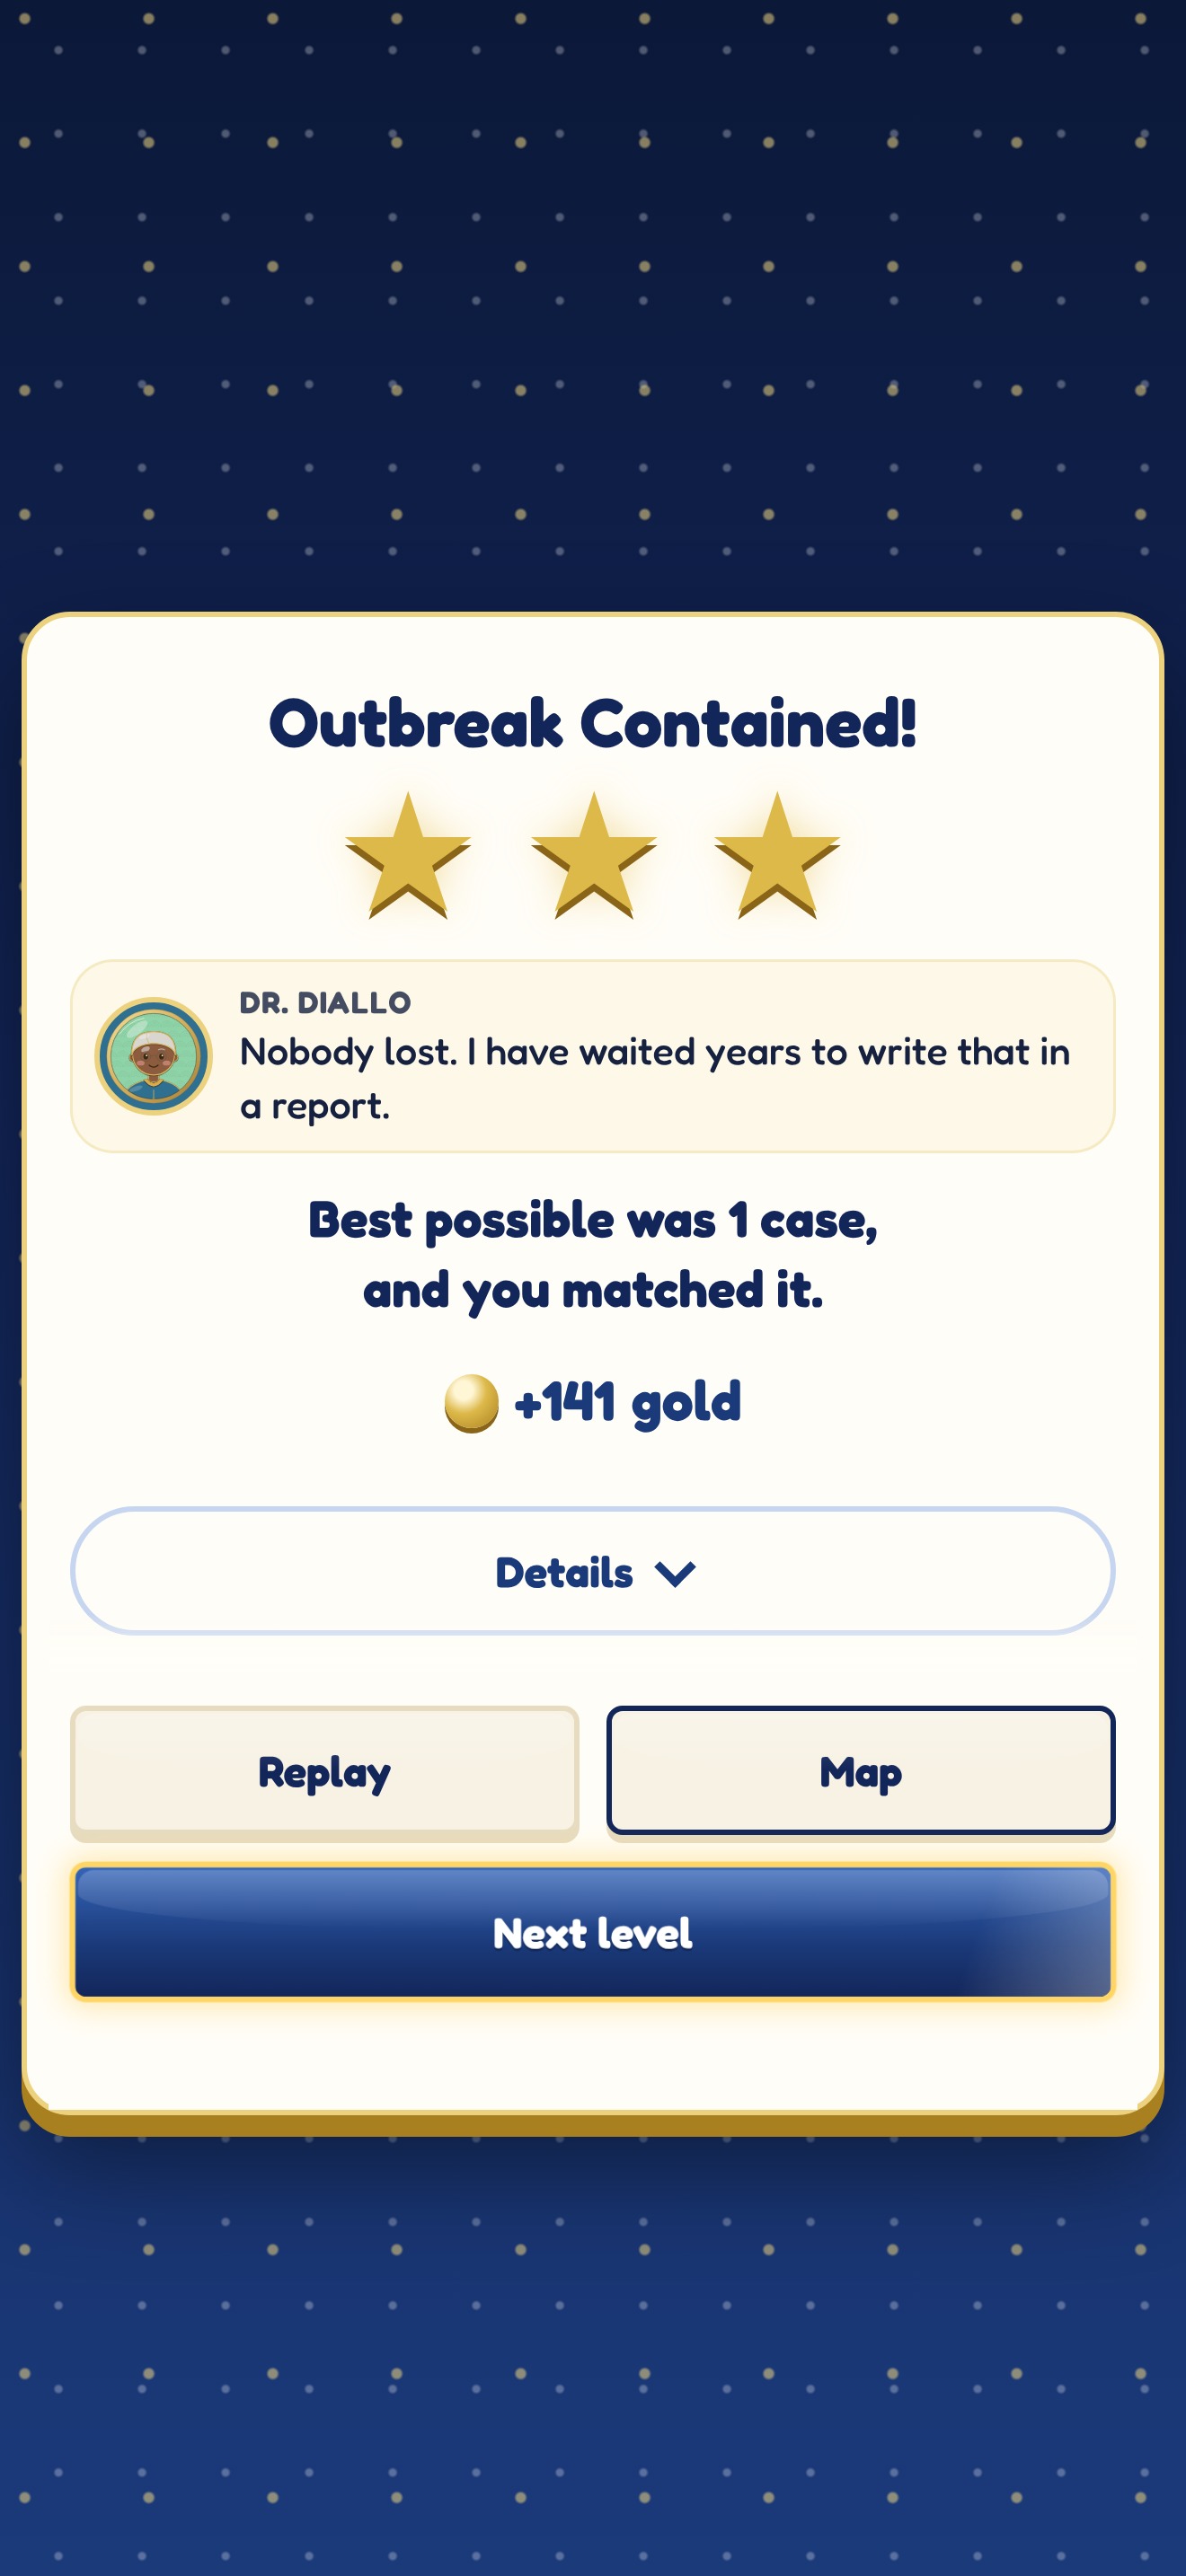 Outbreak Contained!
DR. DIALLO
Nobody lost. I have waited years to write that in
a report.
Best possible was 1 case,
and you matched it.
+141 gold
Details
Replay
Map
Next level